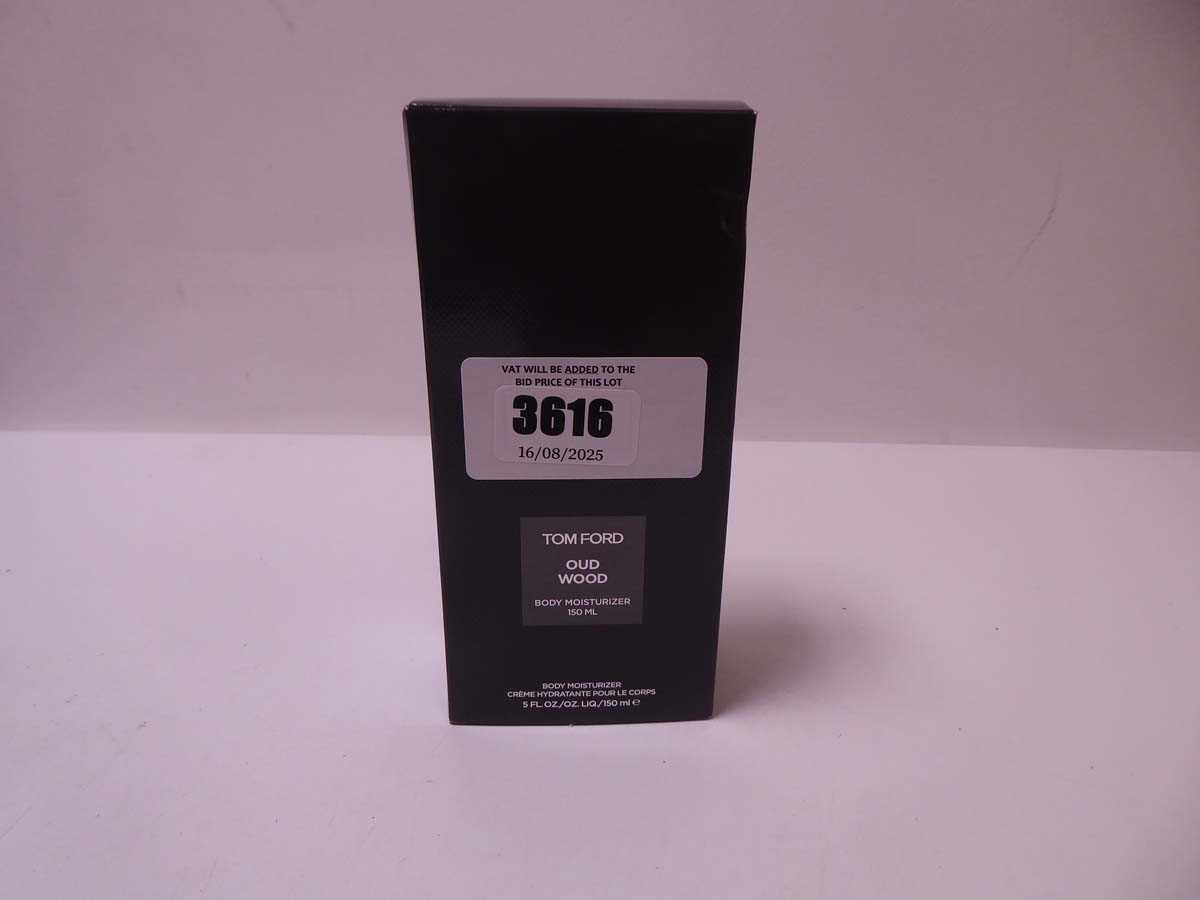 VAT WILL BE ADDED TO THE
BID PRICE OF THIS LOT
3616
16/08/2025
TOM FORD
OUD
WOOD
BODY MOISTURIZER
150 ML
BODY MOISTURIZER
CRÈME HYDRATANTE POUR LE CORPS
5 FL. OZ./OZ. LIQ./150 ml ℮